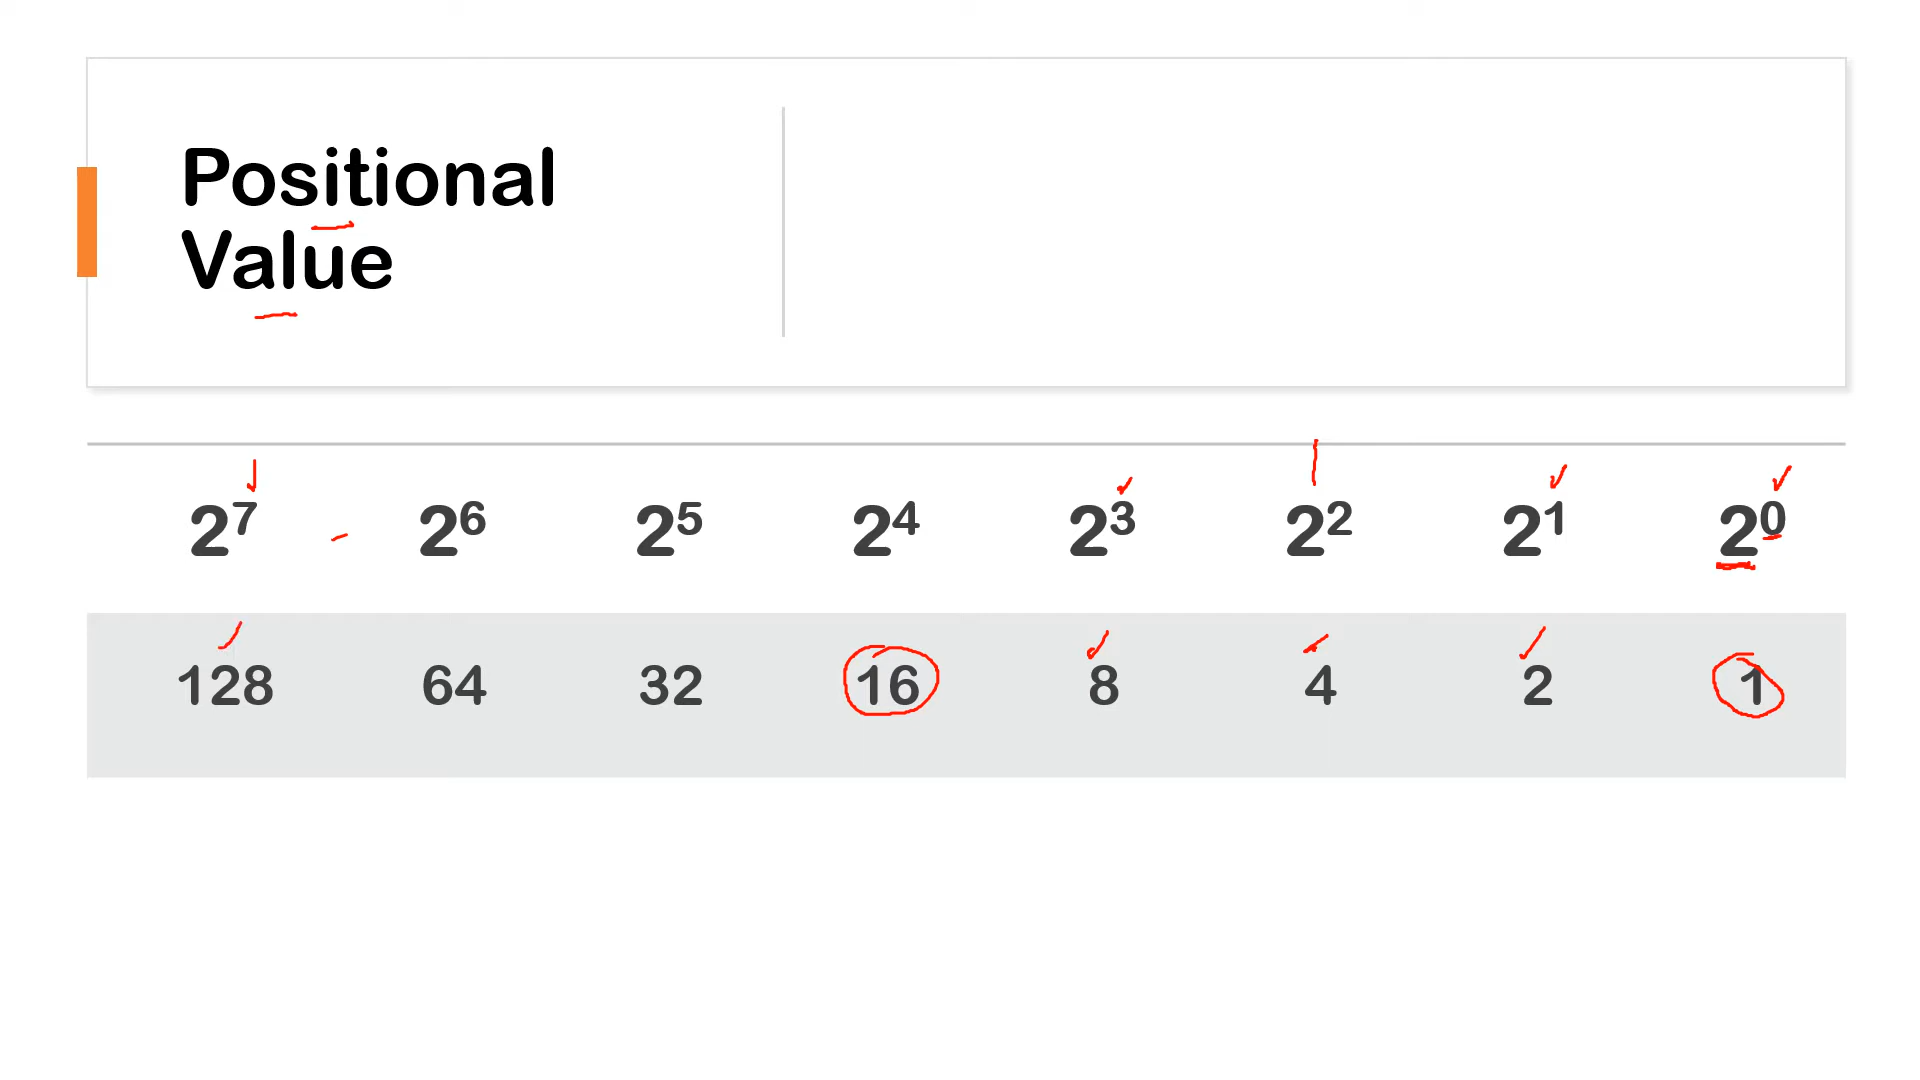 Positional
Value
2⁷ 2⁶ 2⁵ 2⁴ 2³ 2² 2¹ 2⁰
128 64 32 16 8 4 2 1